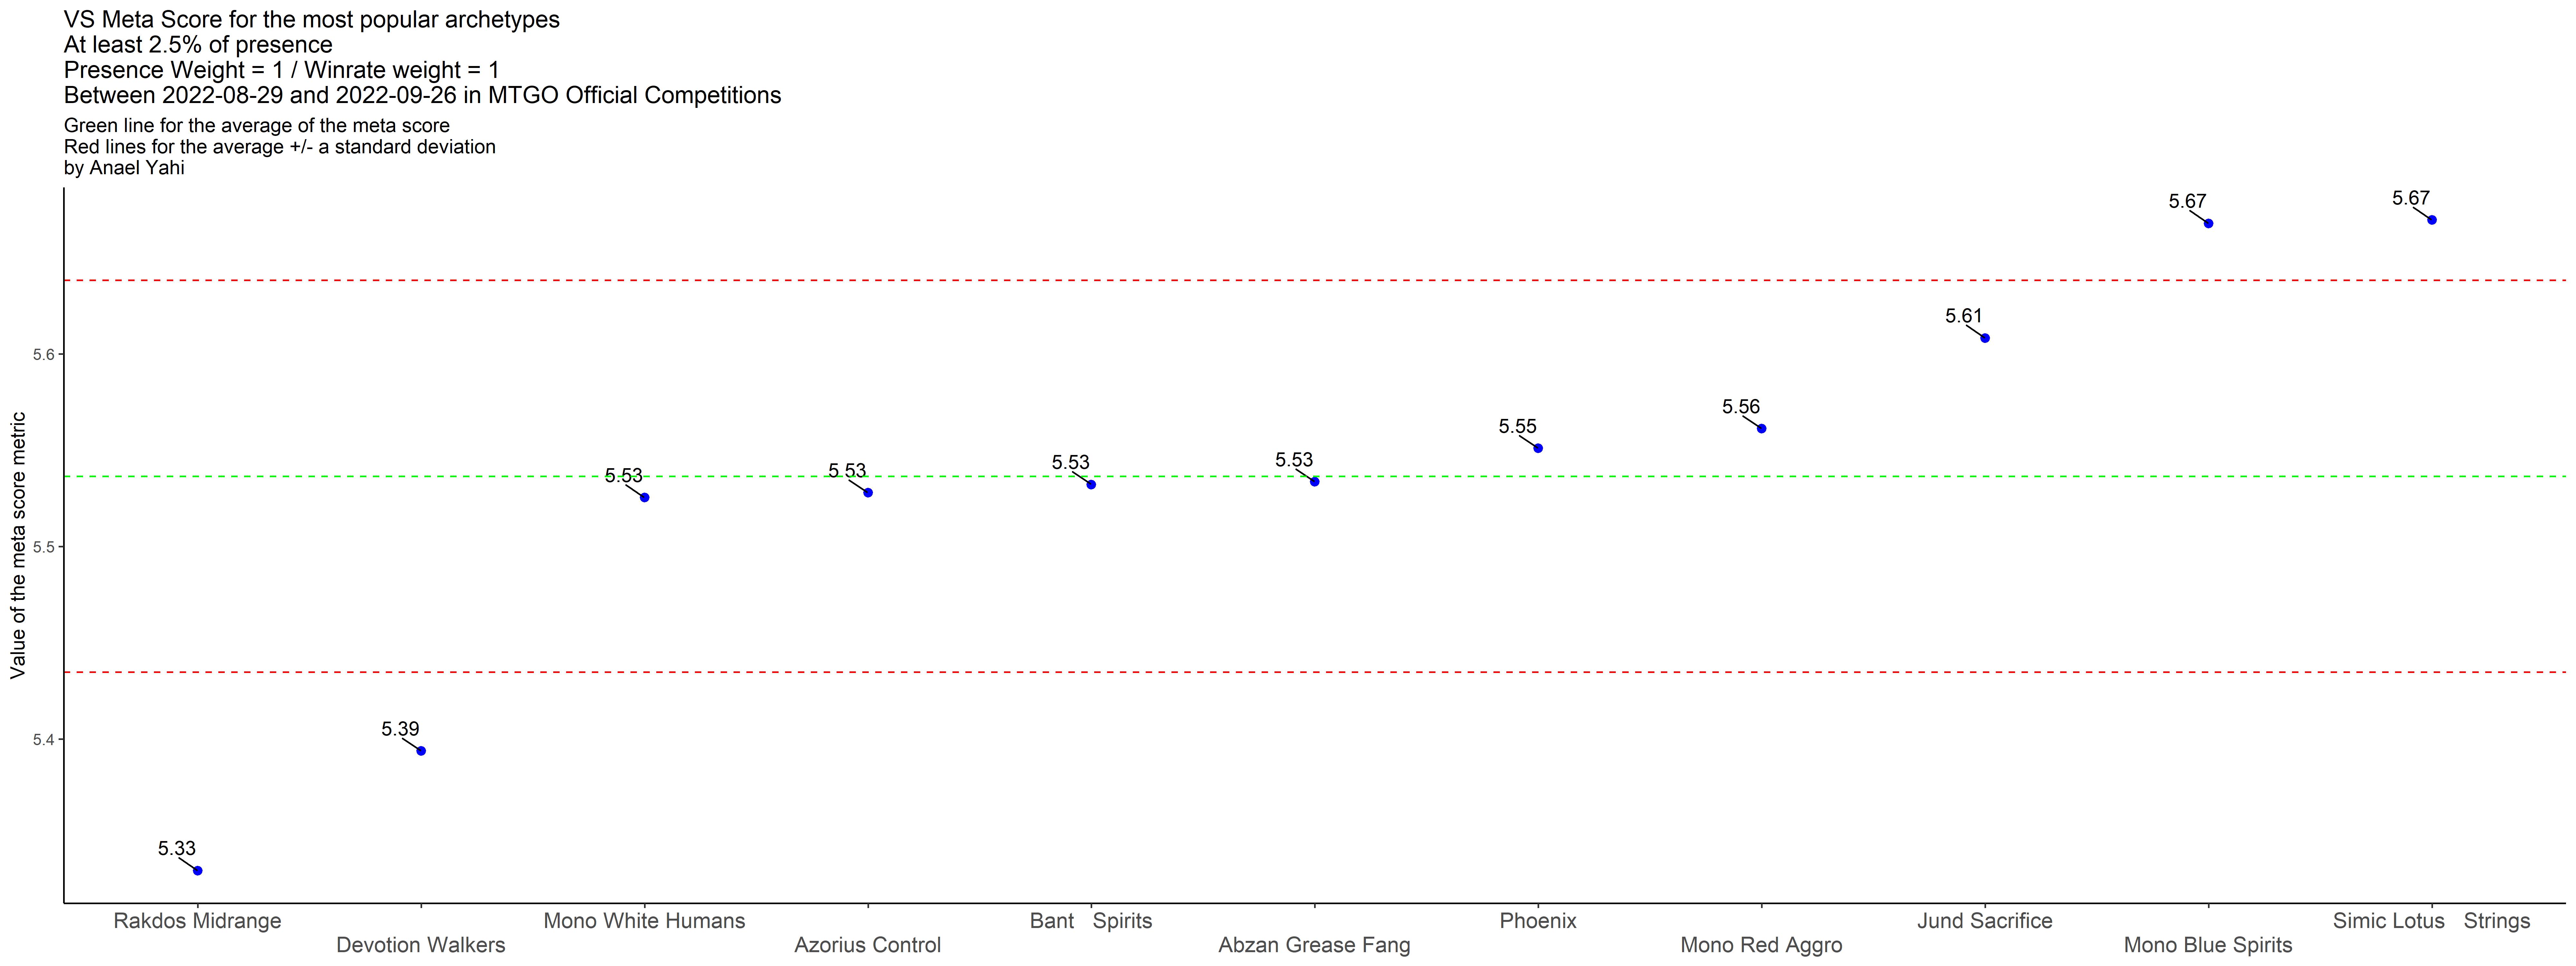 VS Meta Score for the most popular archetypes
At least 2.5% of presence
Presence Weight = 1 / Winrate weight = 1
Between 2022-08-29 and 2022-09-26 in MTGO Official Competitions
Green line for the average of the meta score
Red lines for the average +/- a standard deviation
by Anael Yahi
Value of the meta score metric
5.6
5.5
5.4
5.33
5.39
5.53
5.53
5.53
5.53
5.55
5.56
5.61
5.67
5.67
Rakdos Midrange
Devotion Walkers
Mono White Humans
Azorius Control
Bant Spirits
Abzan Grease Fang
Phoenix
Mono Red Aggro
Jund Sacrifice
Mono Blue Spirits
Simic Lotus Strings